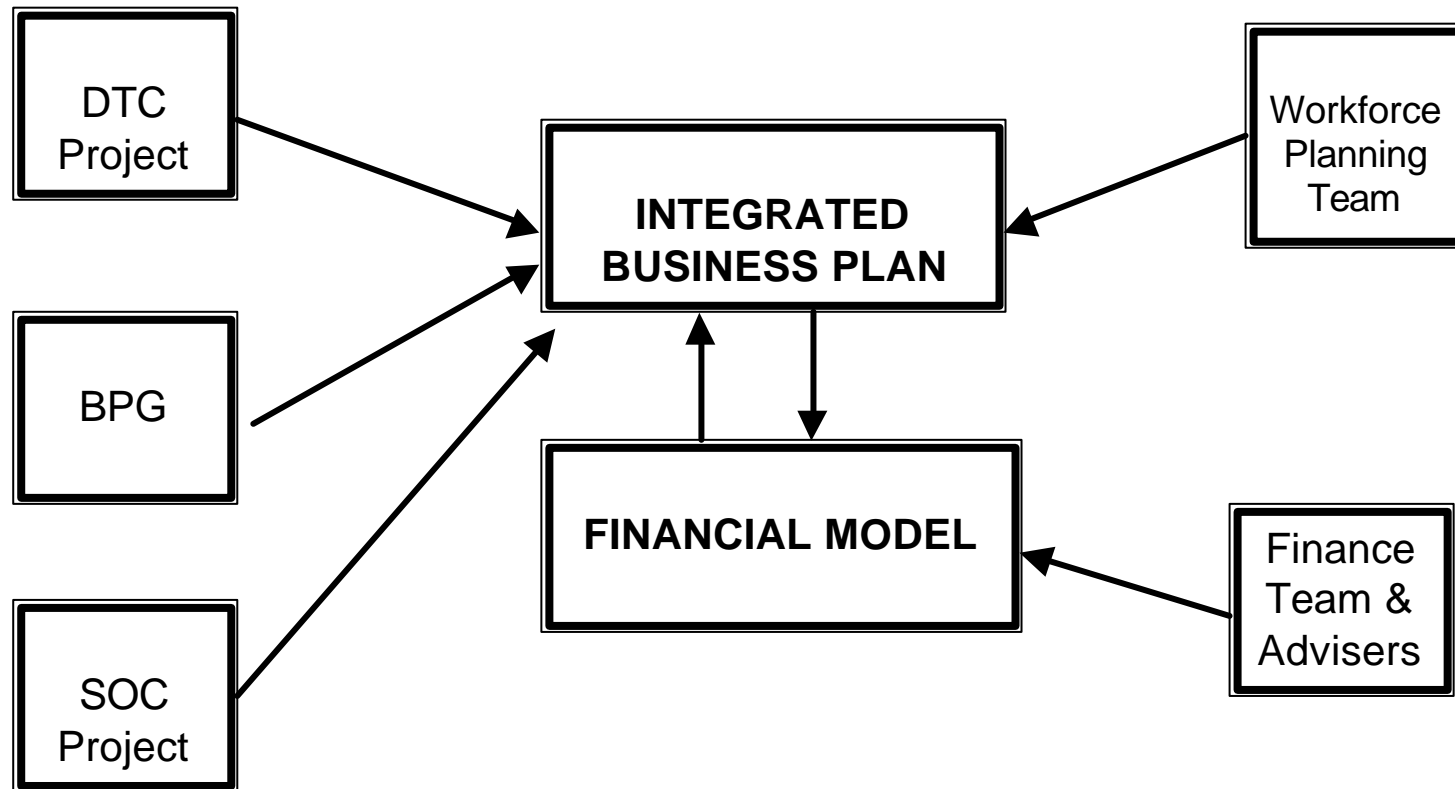 DTC
Project
BPG
SOC
Project
INTEGRATED
BUSINESS PLAN
FINANCIAL MODEL
Workforce
Planning
Team
Finance
Team &
Advisers